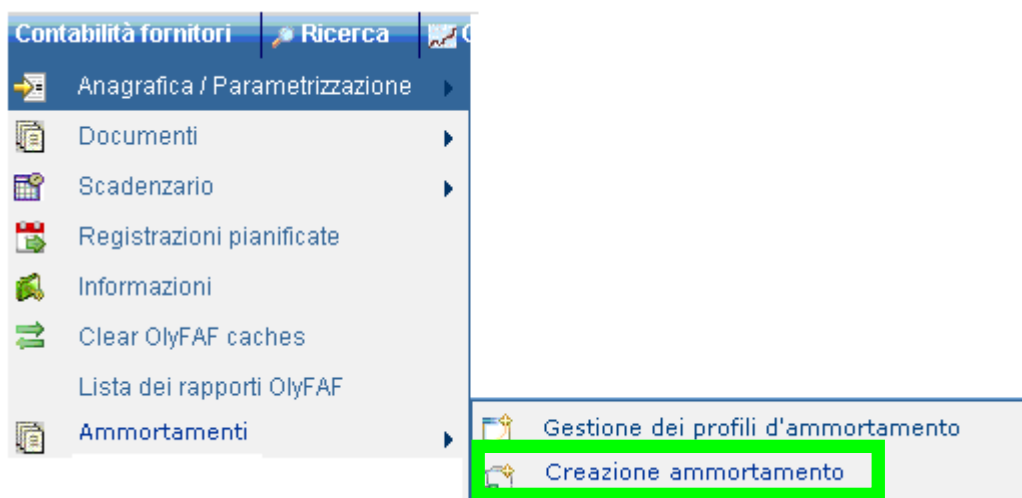 Contabilità fornitori Ricerca
Anagrafica / Parametrizzazione
Documenti
Scadenzario
Registrazioni pianificate
Informazioni
Clear OlyFAF caches
Lista dei rapporti OlyFAF
Ammortamenti
Gestione dei profili d'ammortamento
Creazione ammortamento